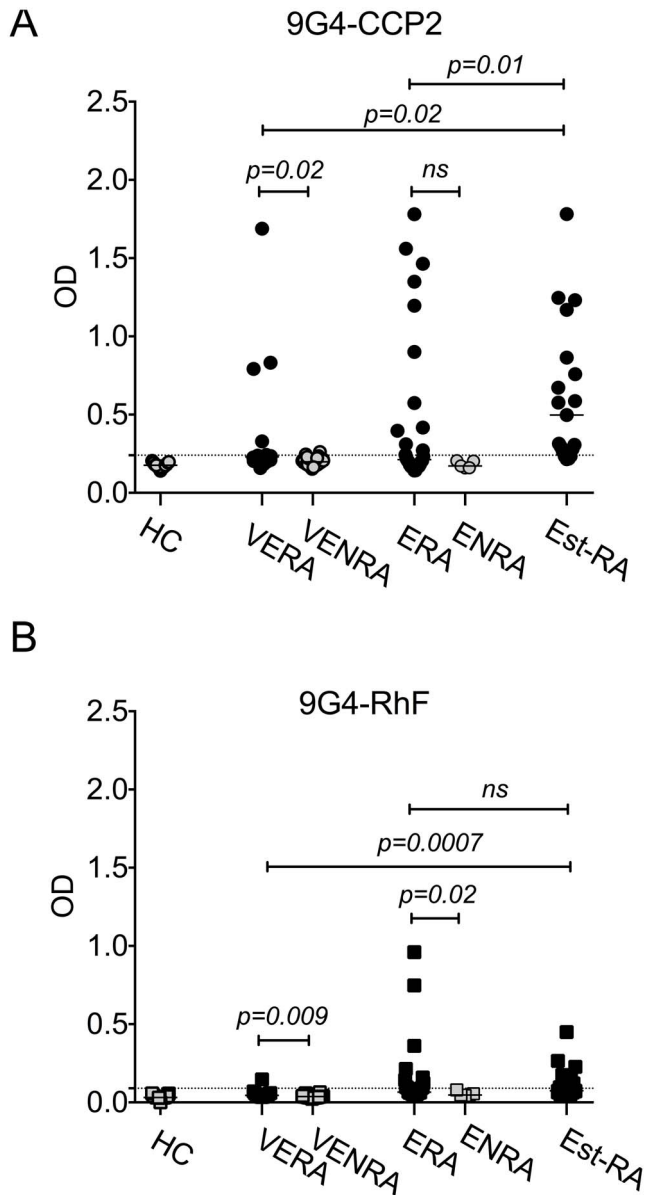 A
9G4-CCP2
p=0.01
2.5
p=0.02
2.0
p=0.02
ns
1.5
OD
1.0
0.5
0.0
HC
VERA
VENRA
ERA
ENRA
Est-RA
B
9G4-RhF
2.5
2.0
ns
1.5
p=0.0007
OD
p=0.02
1.0
p=0.009
0.5
0.0
HC
VERA
VENRA
ERA
ENRA
Est-RA